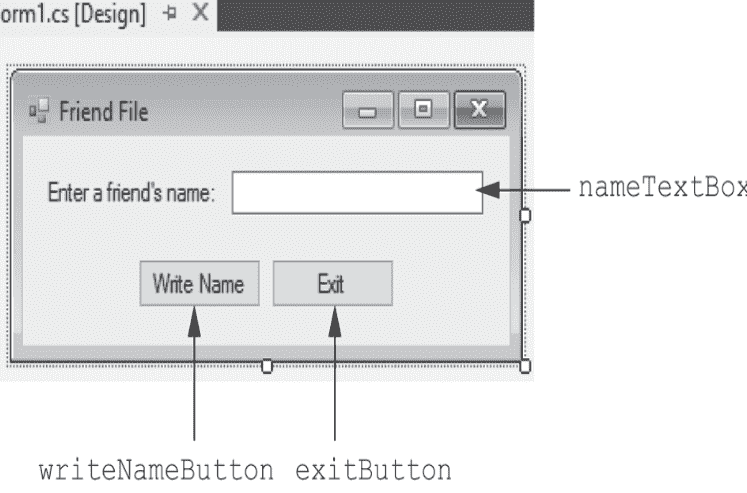 orm1.cs [Design]
Friend File
Enter a friend's name:
nameTextBox
Write Name
Exit
writeNameButton
exitButton